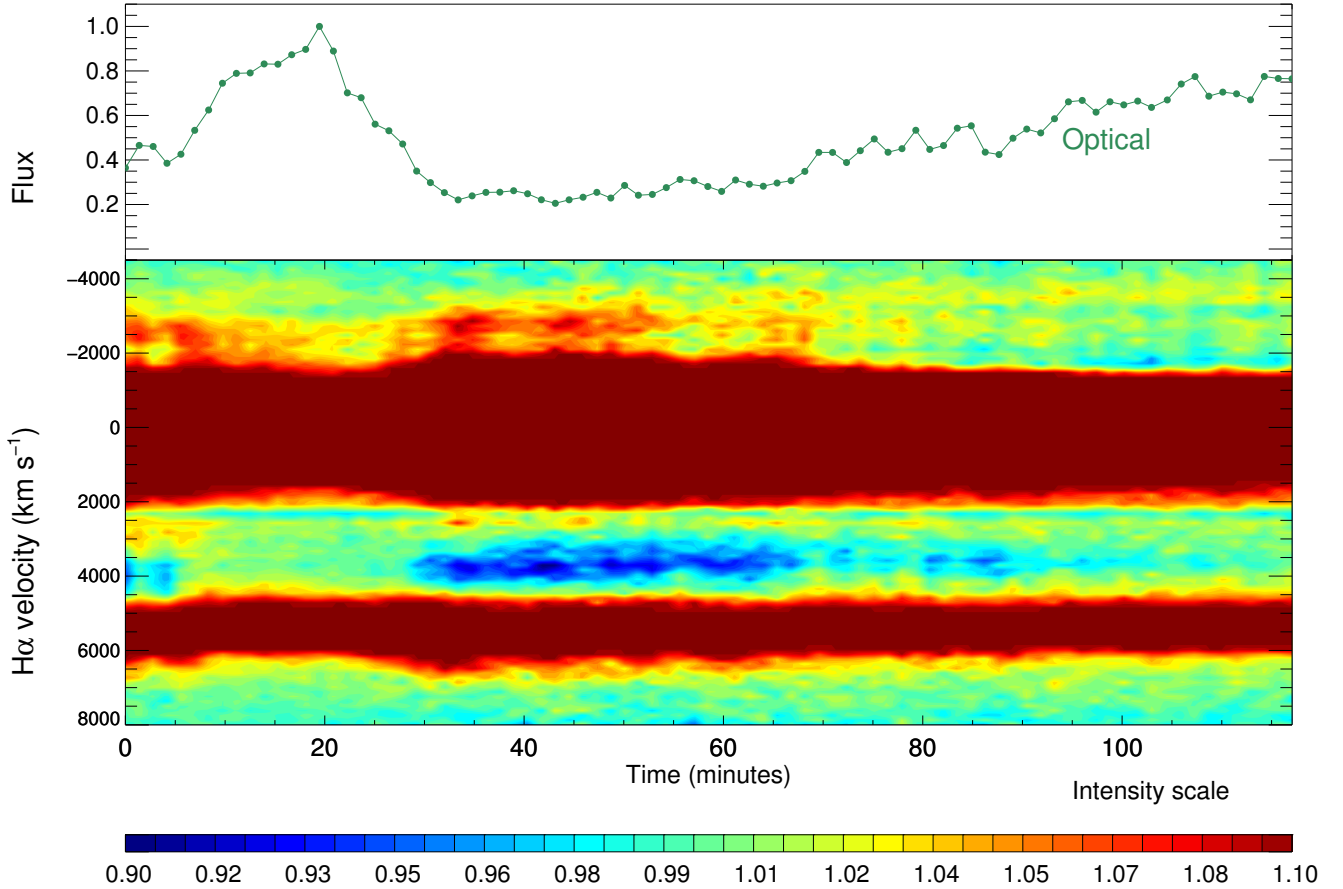 1.0
0.8
0.6
0.4
0.2
Flux
Optical
−4000
−2000
0
2000
4000
6000
8000
Hα velocity (km s⁻¹)
0 20 40 60 80 100
Time (minutes)
Intensity scale
0.90 0.92 0.93 0.95 0.96 0.98 0.99 1.01 1.02 1.04 1.05 1.07 1.08 1.10